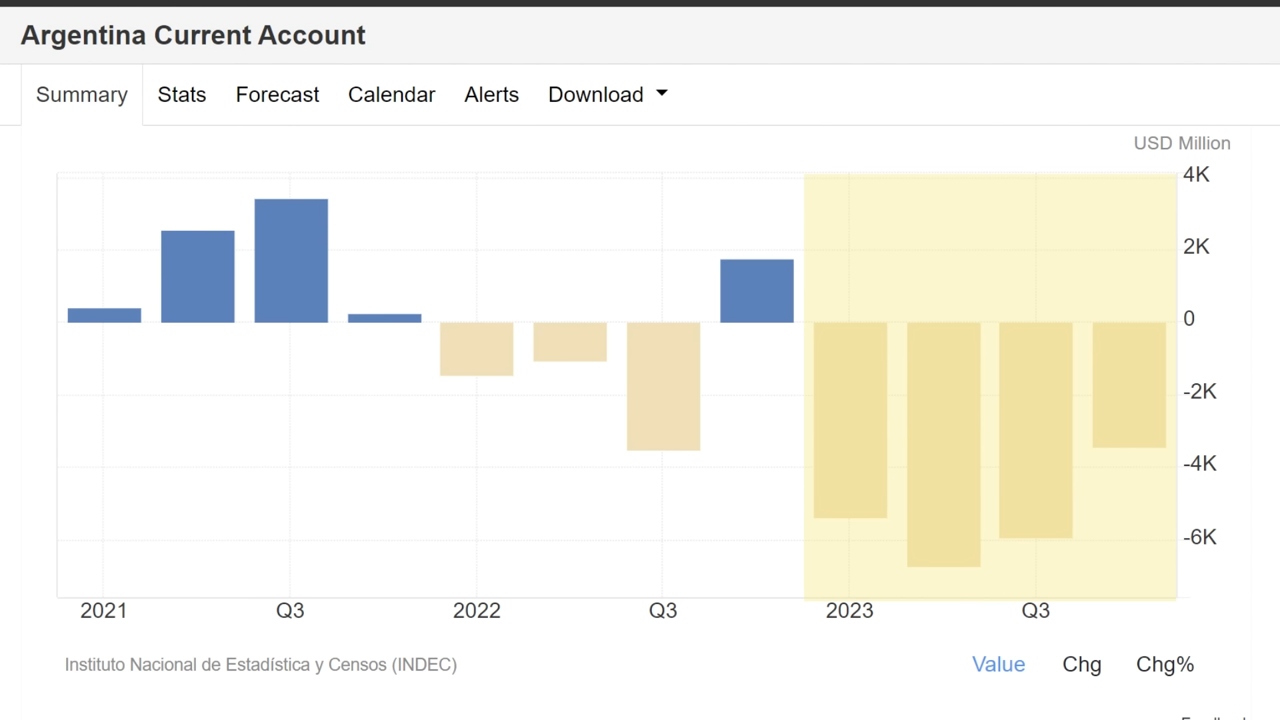 Argentina Current Account
Summary Stats Forecast Calendar Alerts Download
USD Million
4K
2K
0
-2K
-4K
-6K
2021 Q3 2022 Q3 2023 Q3
Instituto Nacional de Estadística y Censos (INDEC)
Value Chg Chg%